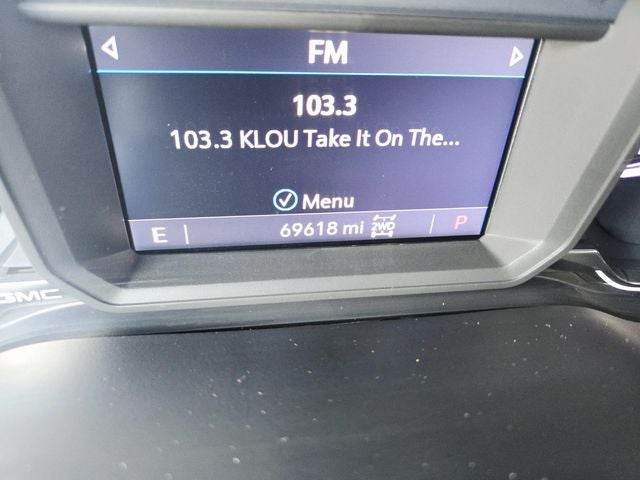 FM
103.3
103.3 KLOU Take It On The...
Menu
E 69618 mi 2WD P
GMC